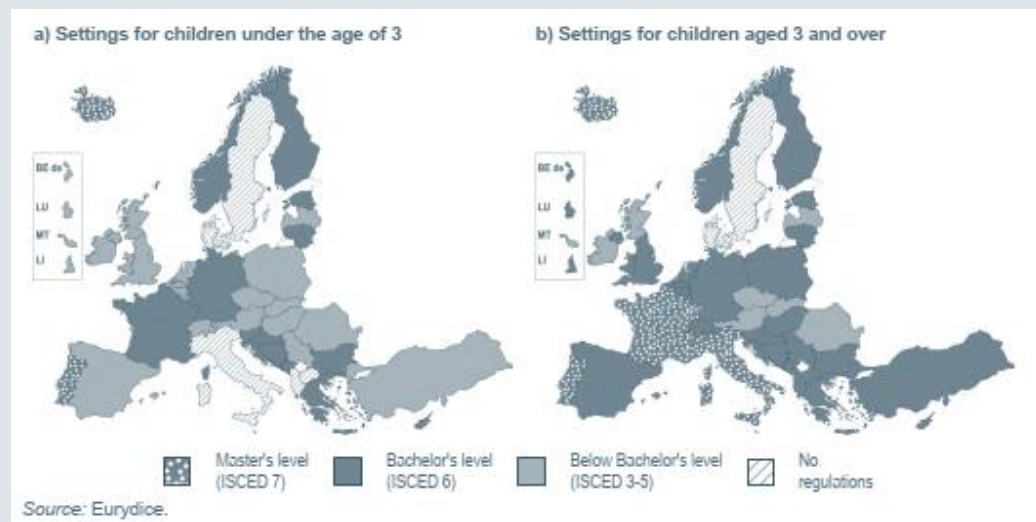 a) Settings for children under the age of 3
b) Settings for children aged 3 and over
BE de
LU
MT
LI
BE de
LU
MT
LI
Master's level
(ISCED 7)
Bachelor's level
(ISCED 6)
Below Bachelor's level
(ISCED 3-5)
No
regulations
Source: Eurydice.